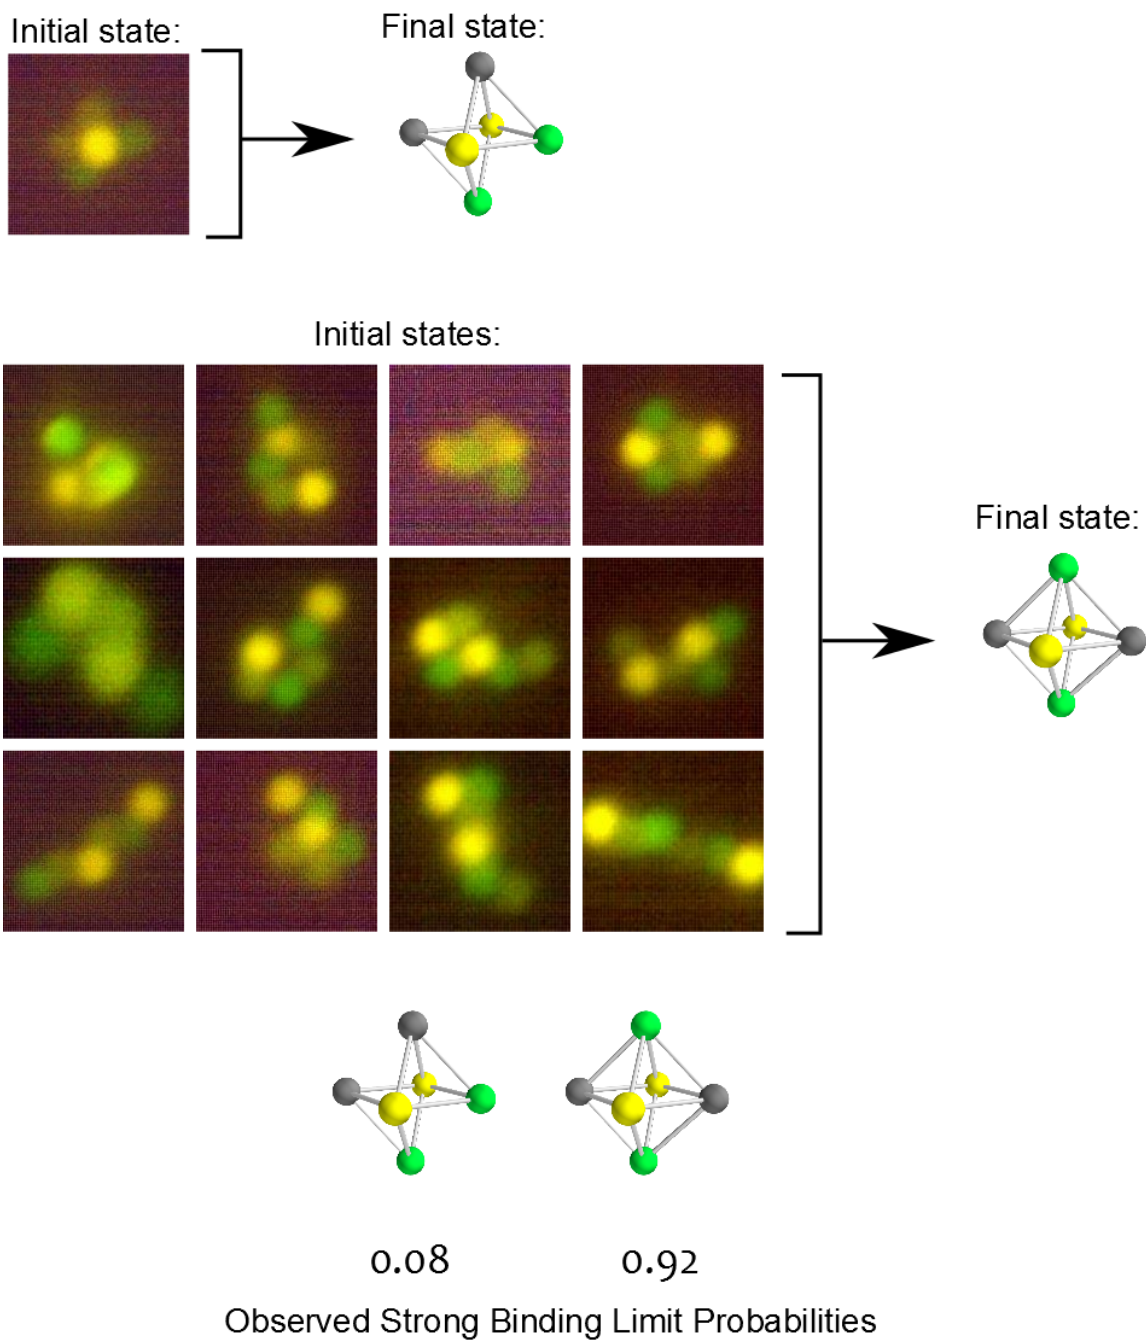 Initial state:
Final state:
Initial states:
Final state:
0.08
0.92
Observed Strong Binding Limit Probabilities